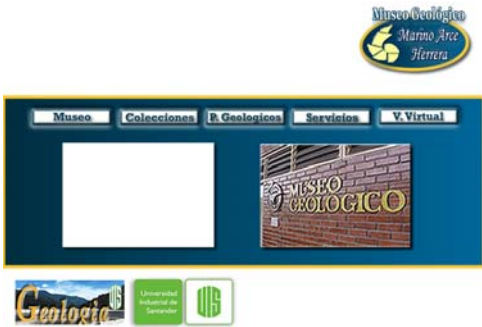 Museo Geológico
Marino Arce
Herrera
Museo
Colecciones
P. Geologicos
Servicios
V. Virtual
MUSEO
GEOLOGICO
Geologia
UIS
Universidad
Industrial de
Santander
UIS